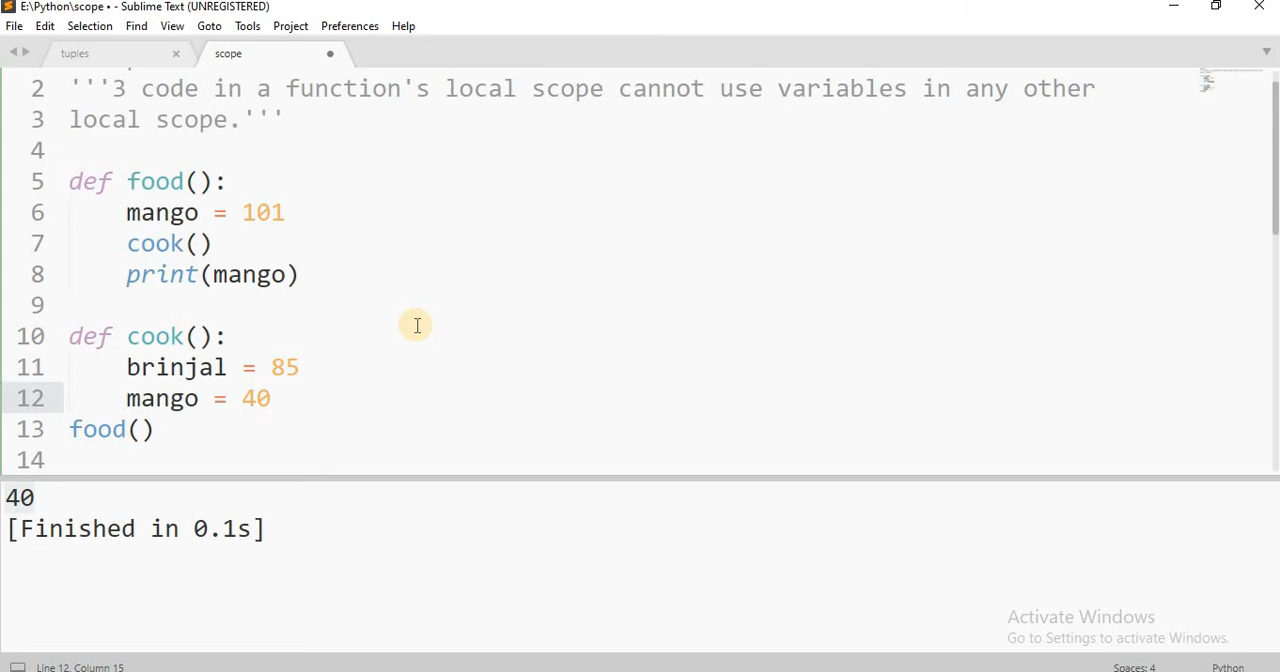 E:\Python\scope • - Sublime Text (UNREGISTERED)
File Edit Selection Find View Goto Tools Project Preferences Help
tuples × scope
2 '''3 code in a function's local scope cannot use variables in any other
3 local scope.'''
4
5 def food():
6 mango = 101
7 cook()
8 print(mango)
9
10 def cook():
11 brinjal = 85
12 mango = 40
13 food()
14
40
[Finished in 0.1s]
Activate Windows
Go to Settings to activate Windows.
Line 12, Column 15 Spaces: 4 Python